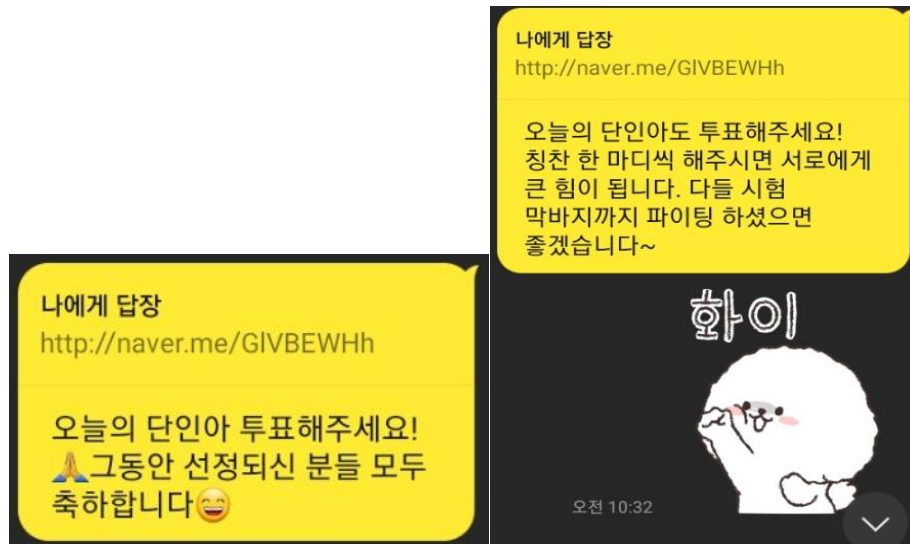 나에게 답장
http://naver.me/GlVBEWHh
오늘의 단인아 투표해주세요!
🙏그동안 선정되신 분들 모두
축하합니다😄
나에게 답장
http://naver.me/GlVBEWHh
오늘의 단인아도 투표해주세요!
칭찬 한 마디씩 해주시면 서로에게
큰 힘이 됩니다. 다들 시험
막바지까지 파이팅 하셨으면
좋겠습니다~
화이
오전 10:32